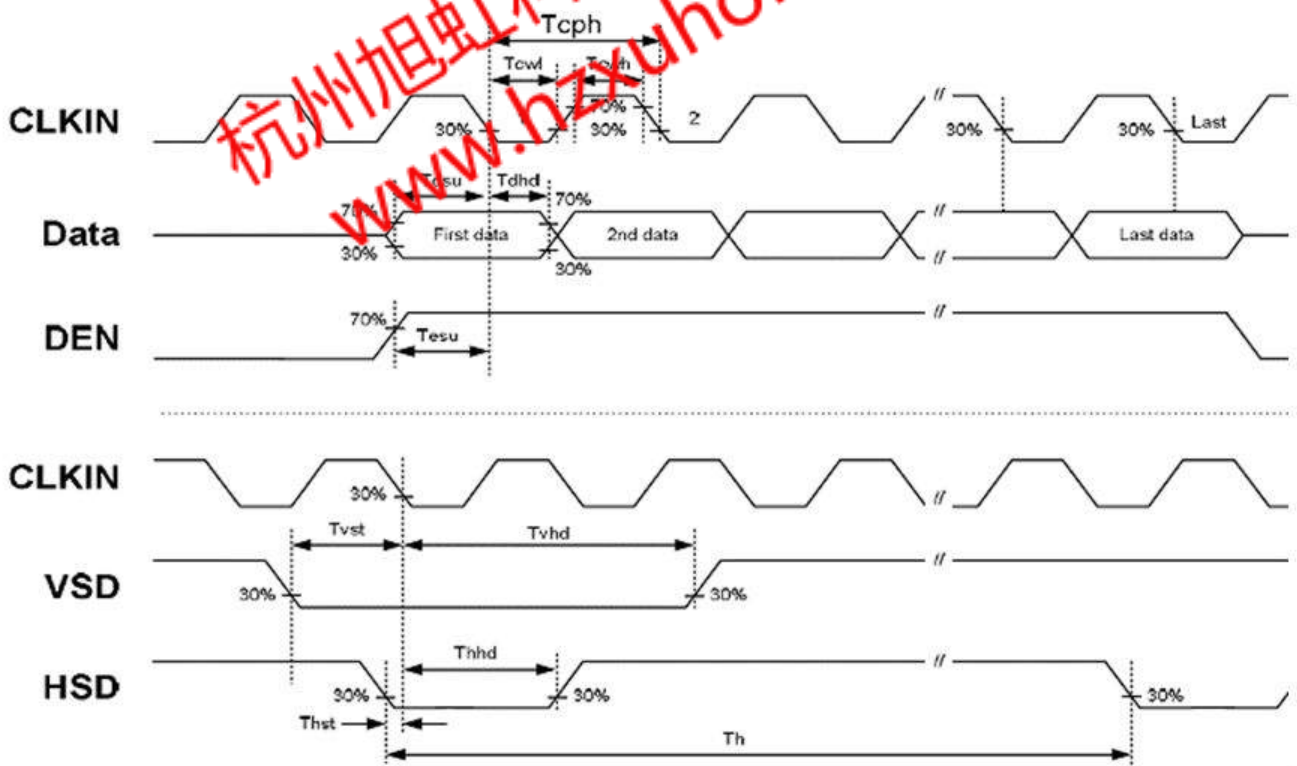 杭州旭虹科
www.hzxuho
Tcph
Tcwl
CLKIN
30%
70%
30%
2
30%
30%
Last
Tdhd
70%
Data
First data
2nd data
Last data
30%
30%
70%
DEN
Tesu
CLKIN
30%
Tvst
Tvhd
VSD
30%
30%
Thhd
HSD
30%
30%
30%
Thst
Th